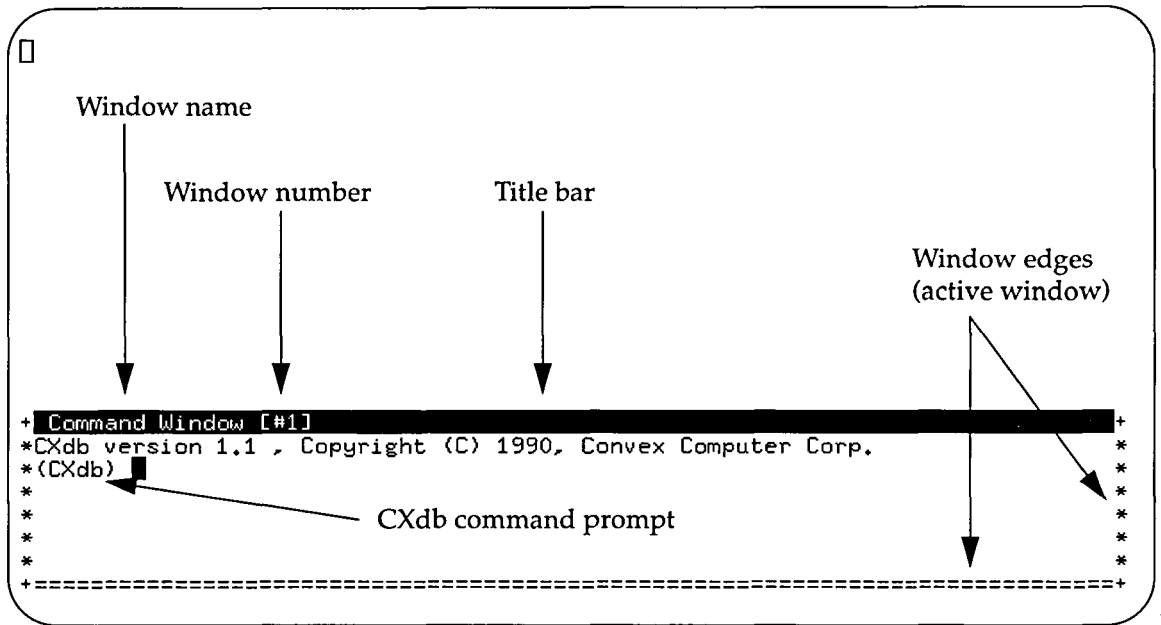 Window name
Window number
Title bar
Window edges
(active window)
+ Command Window [#1] +
*CXdb version 1.1 , Copyright (C) 1990, Convex Computer Corp. *
*(CXdb) *
* *
* CXdb command prompt *
* *
* *
+==============================================================================+